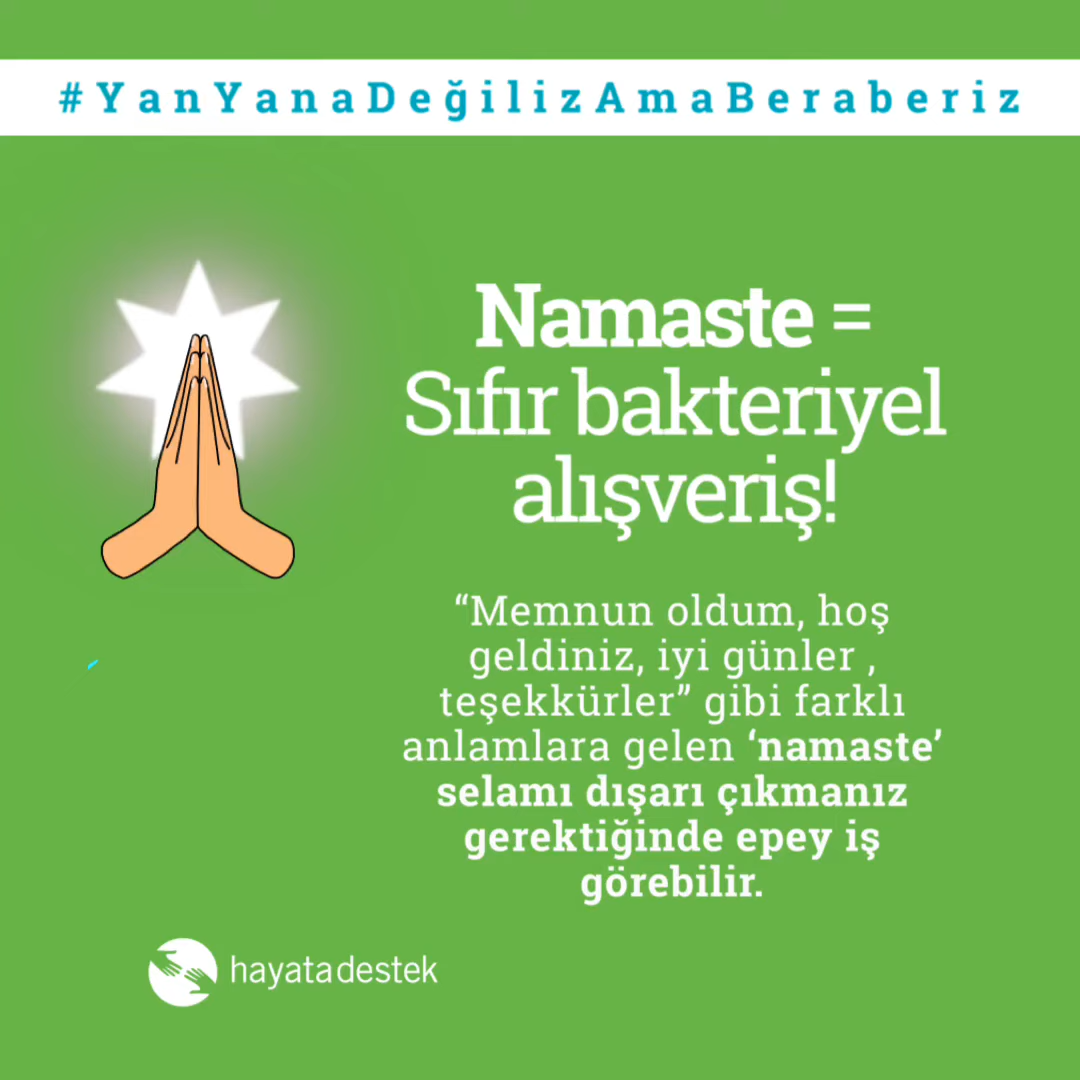 #YanYanaDeğilizAmaBeraberiz
Namaste =
Sıfır bakteriyel
alışveriş!
“Memnun oldum, hoş
geldiniz, iyi günler ,
teşekkürler” gibi farklı
anlamlara gelen ‘namaste’
selamı dışarı çıkmanız
gerektiğinde epey iş
görebilir.
hayatadestek